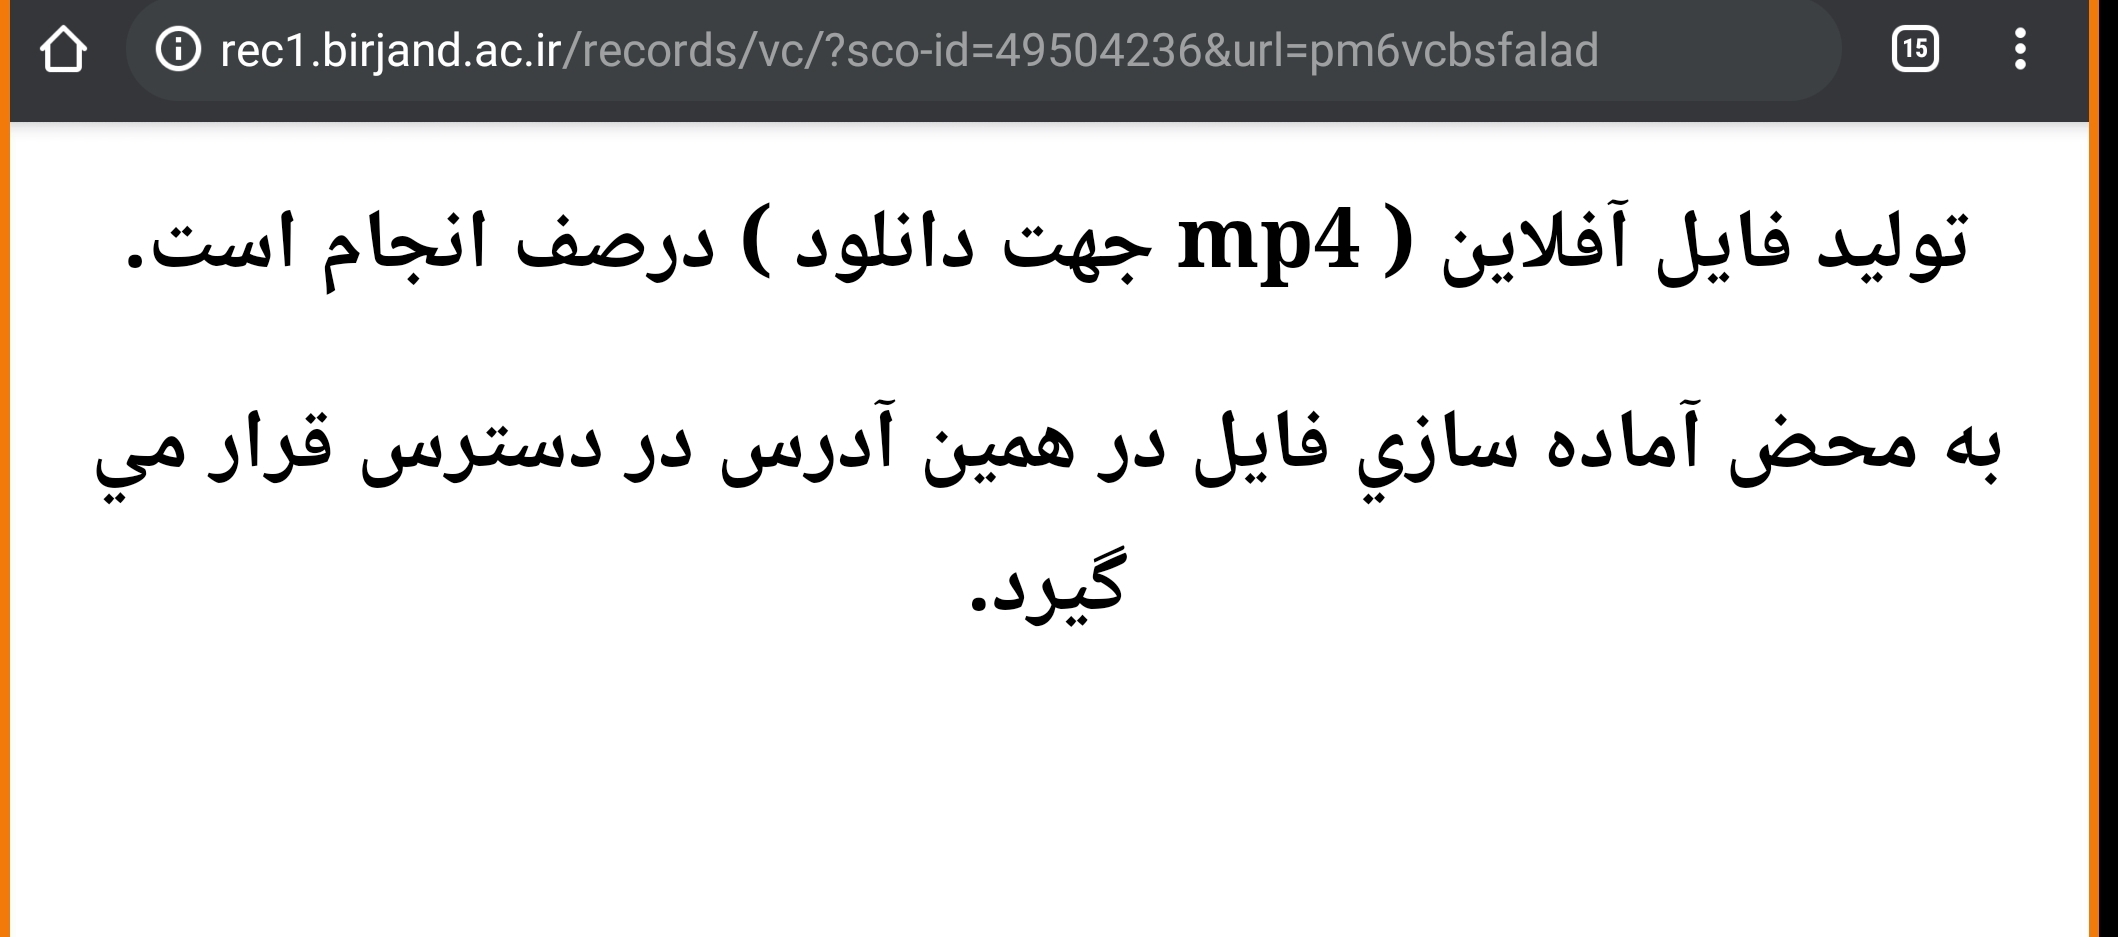 rec1.birjand.ac.ir/records/vc/?sco-id=49504236&url=pm6vcbsfalad
15
تولید فایل آفلاین ( mp4 جهت دانلود ) درصف انجام است.
به محض آماده سازي فایل در همین آدرس در دسترس قرار مي
گیرد.